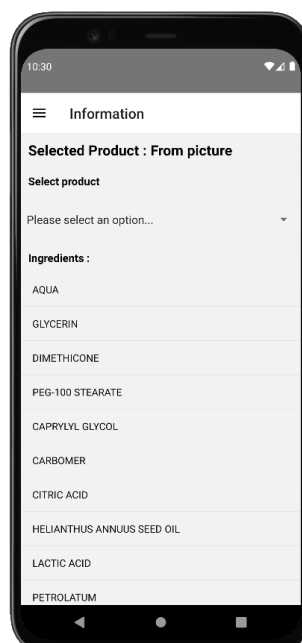 10:30
Information
Selected Product : From picture
Select product
Please select an option...
Ingredients :
AQUA
GLYCERIN
DIMETHICONE
PEG-100 STEARATE
CAPRYLYL GLYCOL
CARBOMER
CITRIC ACID
HELIANTHUS ANNUUS SEED OIL
LACTIC ACID
PETROLATUM